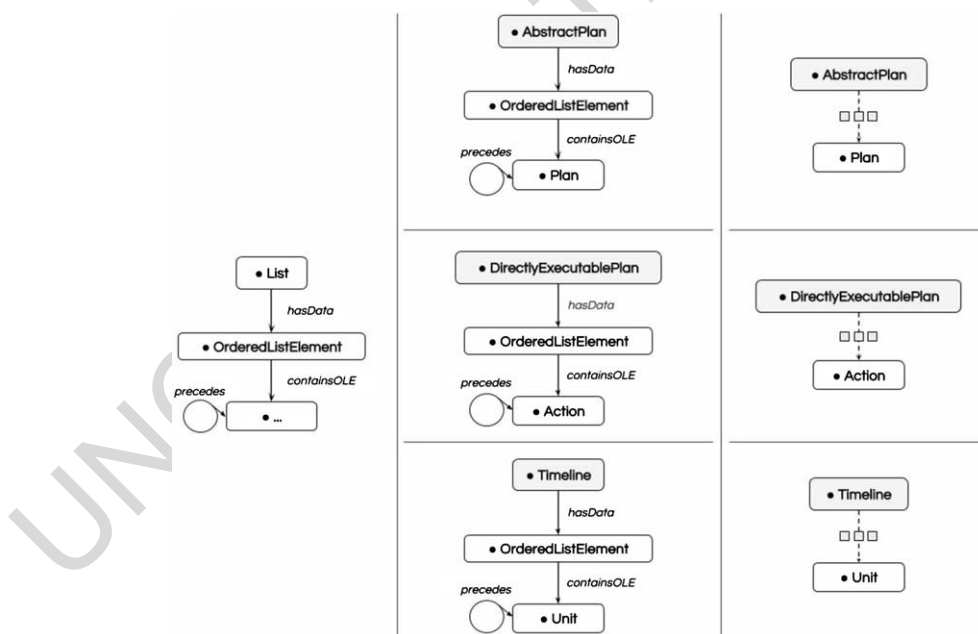 • List
hasData
• OrderedListElement
containsOLE
precedes
• ...
• AbstractPlan
hasData
• OrderedListElement
containsOLE
precedes
• Plan
• DirectlyExecutablePlan
hasData
• OrderedListElement
containsOLE
precedes
• Action
• Timeline
hasData
• OrderedListElement
containsOLE
precedes
• Unit
• AbstractPlan
• Plan
• DirectlyExecutablePlan
• Action
• Timeline
• Unit
UN